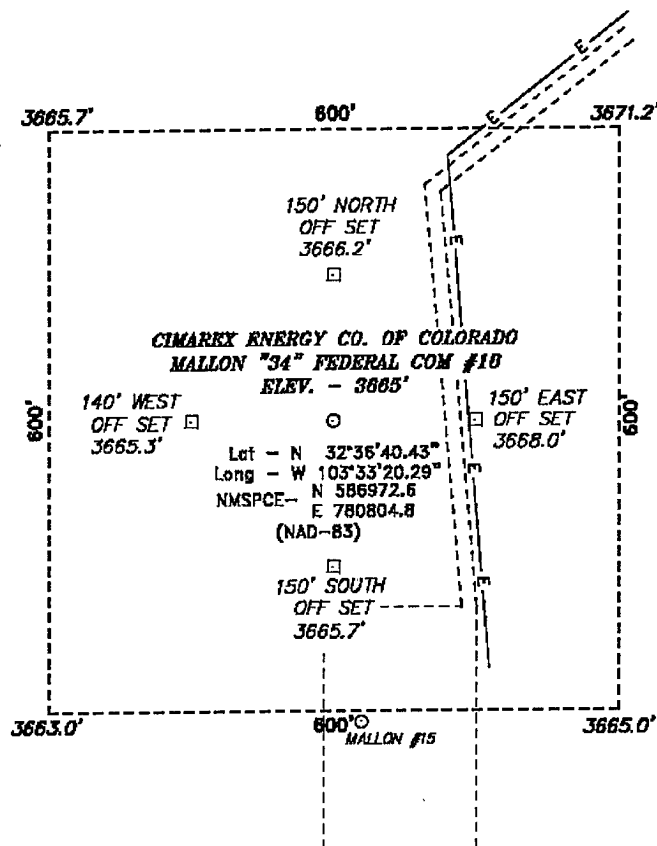 E
E
3665.7'
600'
3671.2'
150' NORTH
OFF SET
3666.2'
E
CIMAREX ENERGY CO. OF COLORADO
MALLON "34" FEDERAL COM #18
ELEV. - 3665'
600'
140' WEST
OFF SET
3665.3'
150' EAST
OFF SET
3668.0'
600'
Lat - N 32°36'40.43"
Long - W 103°33'20.29"
NMSPCE- N 586972.6
E 780804.8
(NAD-83)
E
150' SOUTH
OFF SET
3665.7'
E
3663.0'
600'
3665.0'
MALLON #15